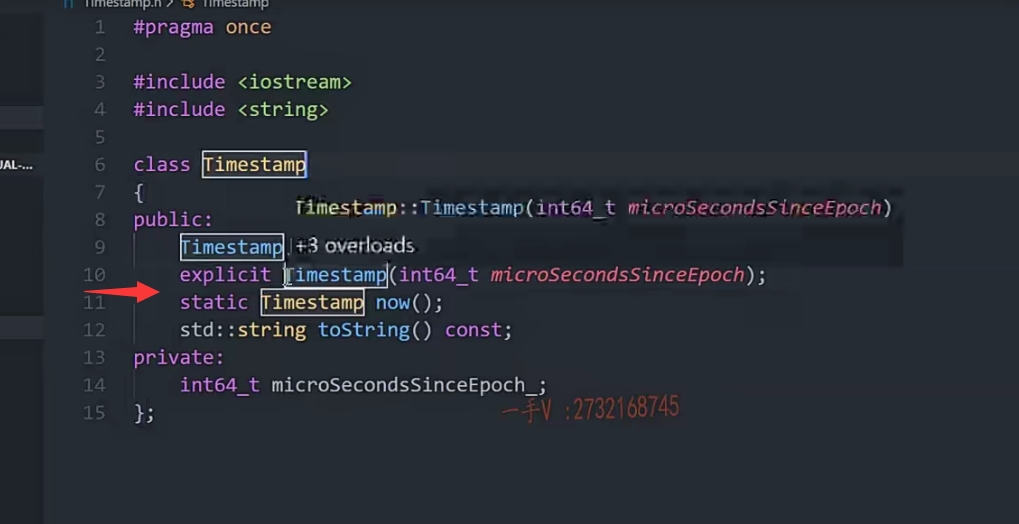 Timestamp.h > Timestamp
1 #pragma once
2
3 #include <iostream>
4 #include <string>
5
UAL-...
6 class Timestamp
7 {
Timestamp::Timestamp(int64_t microSecondsSinceEpoch)
8 public:
9 Timestamp +3 overloads
10 explicit Timestamp(int64_t microSecondsSinceEpoch);
11 static Timestamp now();
12 std::string toString() const;
13 private:
14 int64_t microSecondsSinceEpoch_;
15 };
一手V :2732168745